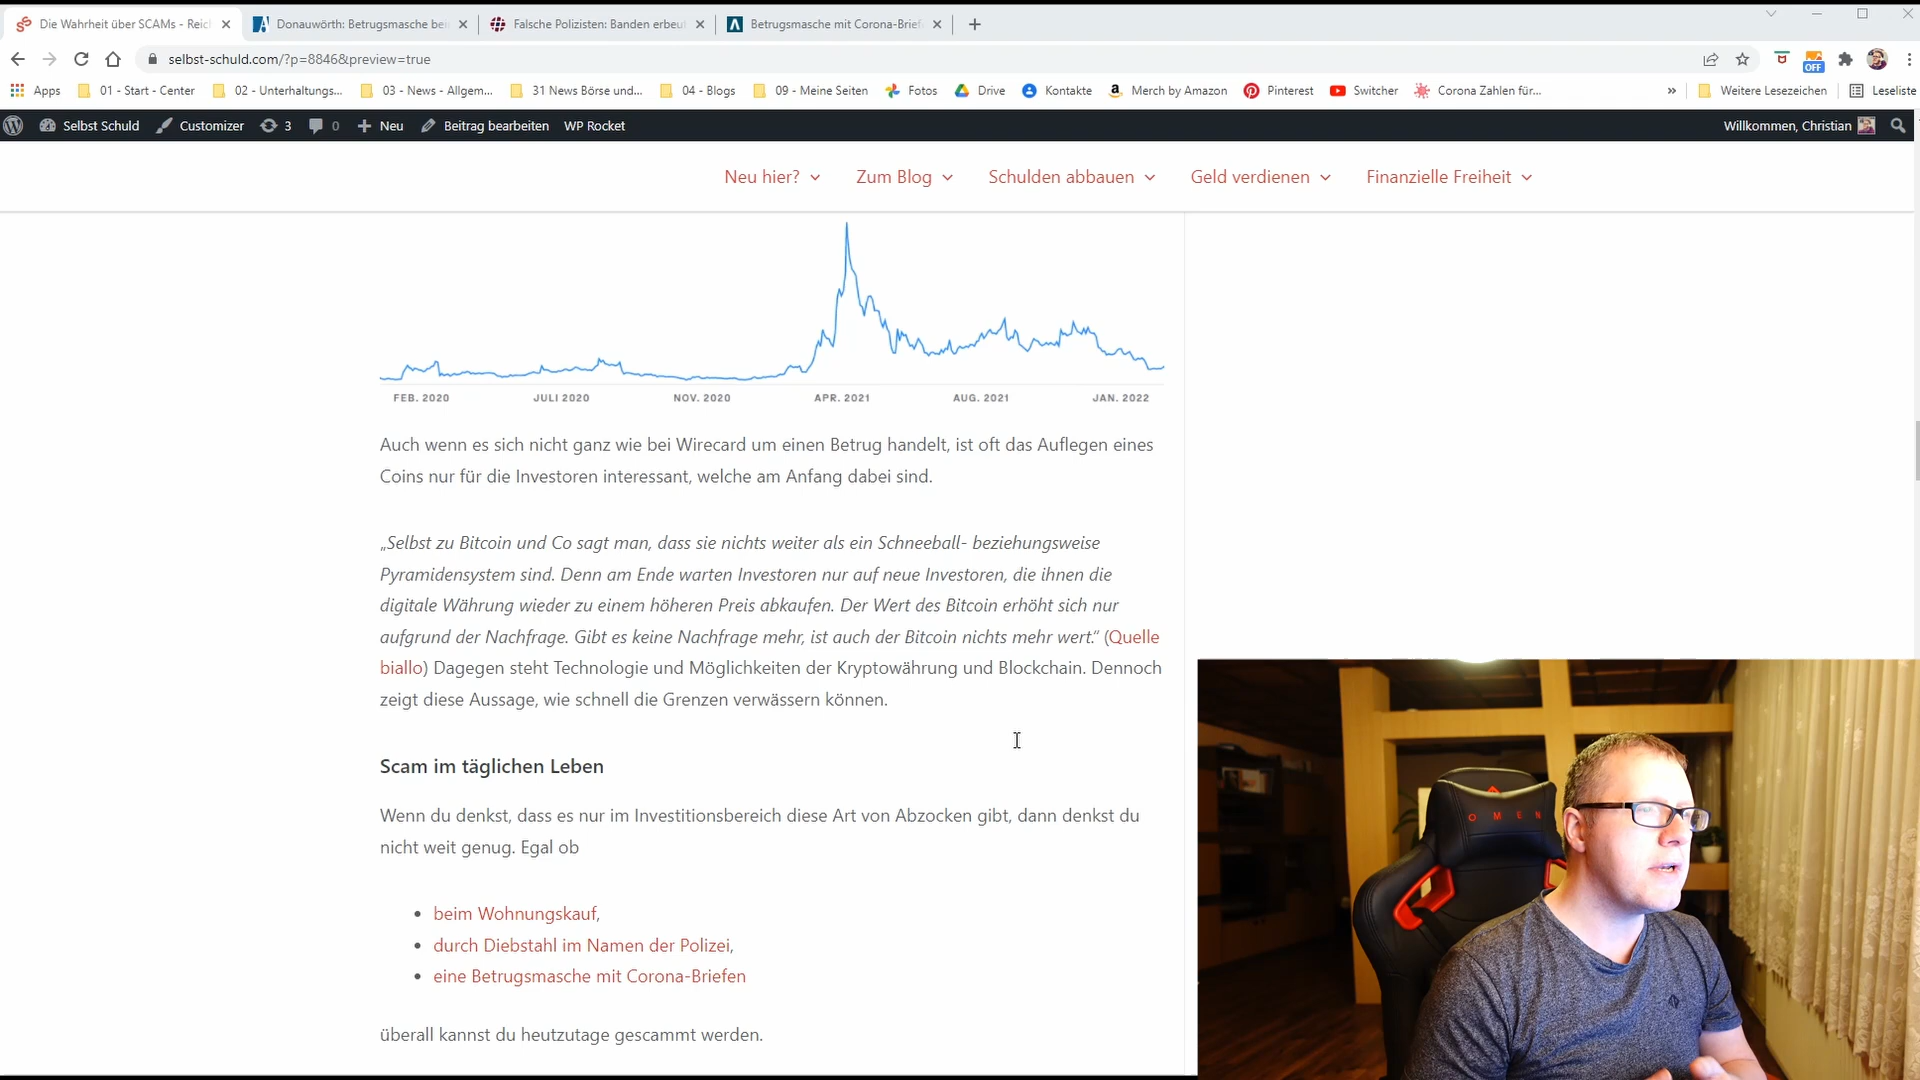 Die Wahrheit über SCAMs - Reich
Donauwörth: Betrugsmasche bei
Falsche Polizisten: Banden erbeut
Betrugsmasche mit Corona-Brief
selbst-schuld.com/?p=8846&preview=true
Apps
01 - Start - Center
02 - Unterhaltungs...
03 - News - Allgem...
31 News Börse und...
04 - Blogs
09 - Meine Seiten
Fotos
Drive
Kontakte
Merch by Amazon
Pinterest
Switcher
Corona Zahlen für...
»
Weitere Lesezeichen
Leseliste
OFF
Selbst Schuld
Customizer
3
0
Neu
Beitrag bearbeiten
WP Rocket
Willkommen, Christian
Neu hier?
Zum Blog
Schulden abbauen
Geld verdienen
Finanzielle Freiheit
FEB. 2020
JULI 2020
NOV. 2020
APR. 2021
AUG. 2021
JAN. 2022
Auch wenn es sich nicht ganz wie bei Wirecard um einen Betrug handelt, ist oft das Auflegen eines
Coins nur für die Investoren interessant, welche am Anfang dabei sind.
„Selbst zu Bitcoin und Co sagt man, dass sie nichts weiter als ein Schneeball- beziehungsweise
Pyramidensystem sind. Denn am Ende warten Investoren nur auf neue Investoren, die ihnen die
digitale Währung wieder zu einem höheren Preis abkaufen. Der Wert des Bitcoin erhöht sich nur
aufgrund der Nachfrage. Gibt es keine Nachfrage mehr, ist auch der Bitcoin nichts mehr wert.“ (Quelle
biallo) Dagegen steht Technologie und Möglichkeiten der Kryptowährung und Blockchain. Dennoch
zeigt diese Aussage, wie schnell die Grenzen verwässern können.
Scam im täglichen Leben
Wenn du denkst, dass es nur im Investitionsbereich diese Art von Abzocken gibt, dann denkst du
nicht weit genug. Egal ob
• beim Wohnungskauf,
• durch Diebstahl im Namen der Polizei,
• eine Betrugsmasche mit Corona-Briefen
überall kannst du heutzutage gescammt werden.
OMEN